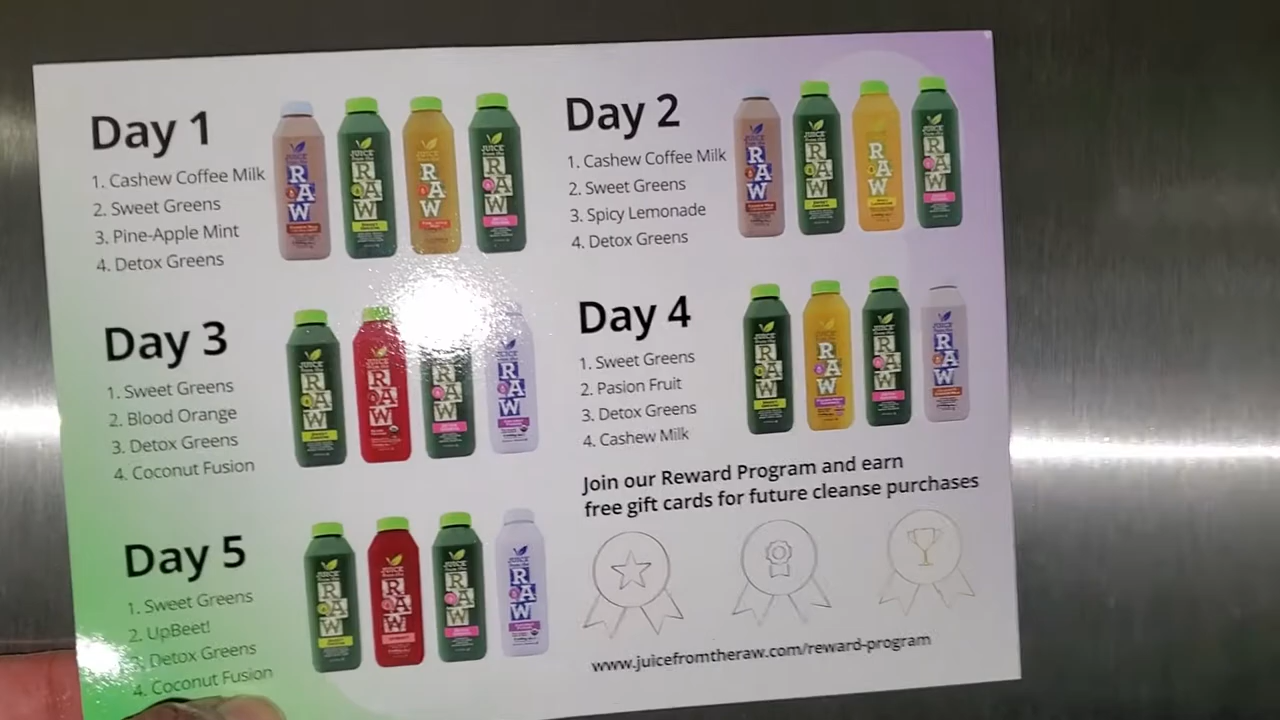 Day 1
1. Cashew Coffee Milk
2. Sweet Greens
3. Pine-Apple Mint
4. Detox Greens
Day 2
1. Cashew Coffee Milk
2. Sweet Greens
3. Spicy Lemonade
4. Detox Greens
Day 3
1. Sweet Greens
2. Blood Orange
3. Detox Greens
4. Coconut Fusion
Day 4
1. Sweet Greens
2. Pasion Fruit
3. Detox Greens
4. Cashew Milk
Join our Reward Program and earn
free gift cards for future cleanse purchases
Day 5
1. Sweet Greens
2. UpBeet!
3. Detox Greens
4. Coconut Fusion
www.juicefromtheraw.com/reward-program